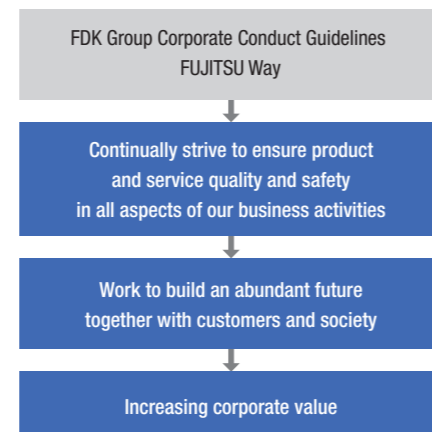 FDK Group Corporate Conduct Guidelines
FUJITSU Way
Continually strive to ensure product
and service quality and safety
in all aspects of our business activities
Work to build an abundant future
together with customers and society
Increasing corporate value